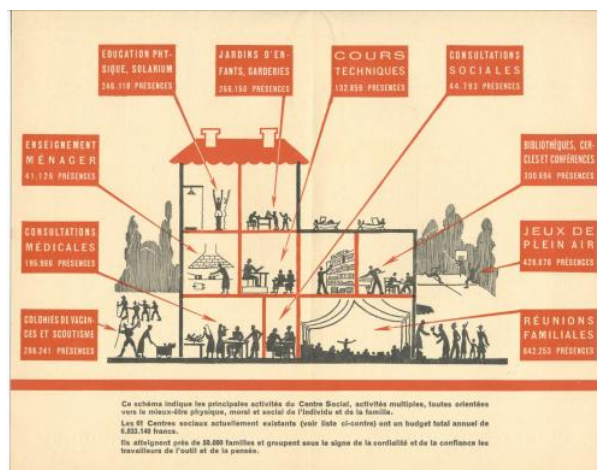 EDUCATION PHY-
SIQUE, SOLARIUM
246.118 PRÉSENCES
JARDINS D'EN-
FANTS, GARDERIES
266.150 PRÉSENCES
COURS
TECHNIQUES
132.859 PRÉSENCES
CONSULTATIONS
SOCIALES
44.793 PRÉSENCES
ENSEIGNEMENT
MÉNAGER
41.126 PRÉSENCES
BIBLIOTHÈQUES, CER-
CLES ET CONFÉRENCES
300.694 PRÉSENCES
CONSULTATIONS
MÉDICALES
195.966 PRÉSENCES
JEUX DE
PLEIN AIR
428.878 PRÉSENCES
COLONIES DE VACAN-
CES ET SCOUTISME
288.241 PRÉSENCES
RÉUNIONS
FAMILIALES
642.253 PRÉSENCES
Ce schéma indique les principales activités du Centre Social, activités multiples, toutes orientées
vers le mieux-être physique, moral et social de l'individu et de la famille.
Les 61 Centres sociaux actuellement existants (voir liste ci-contre) ont un budget total annuel de
6.833.140 francs.
Ils atteignent près de 50.000 familles et groupent sous le signe de la cordialité et de la confiance les
travailleurs de l'outil et de la pensée.